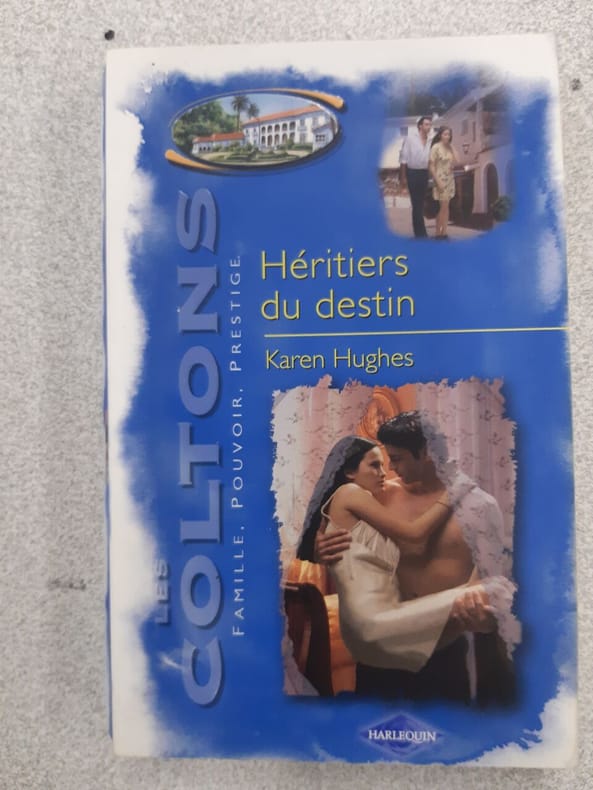 LES
COLTONS
FAMILLE, POUVOIR, PRESTIGE.
Héritiers
du destin
Karen Hughes
HARLEQUIN